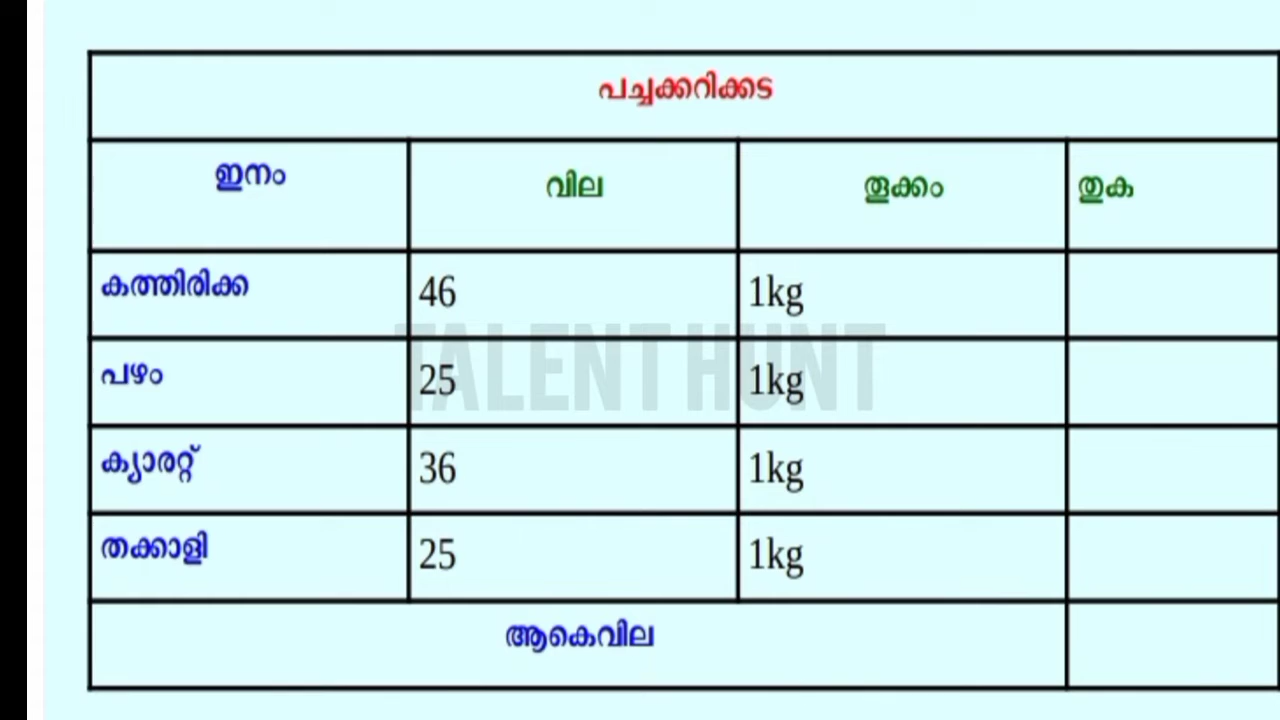 പച്ചക്കറിക്കട
ഇനം വില തൂക്കം തുക
കത്തിരിക്ക 46 1kg
പഴം 25 1kg
ക്യാരറ്റ് 36 1kg
തക്കാളി 25 1kg
ആകെവില
TALENT HUNT